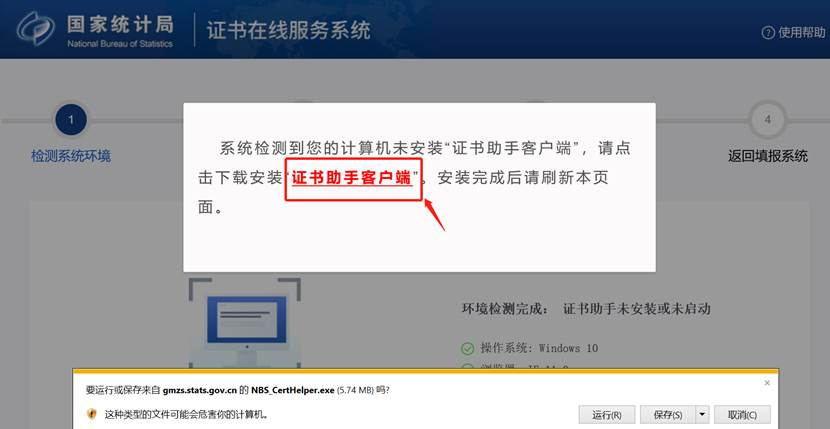 国家统计局
National Bureau of Statistics
证书在线服务系统
? 使用帮助
1
4
检测系统环境
返回填报系统
系统检测到您的计算机未安装“证书助手客户端”，请点
击下载安装“证书助手客户端”。安装完成后请刷新本页
面。
环境检测完成： 证书助手未安装或未启动
操作系统: Windows 10
要运行或保存来自 gmzs.stats.gov.cn 的 NBS_CertHelper.exe (5.74 MB) 吗?
×
这种类型的文件可能会危害你的计算机。
运行(R)
保存(S)
取消(C)